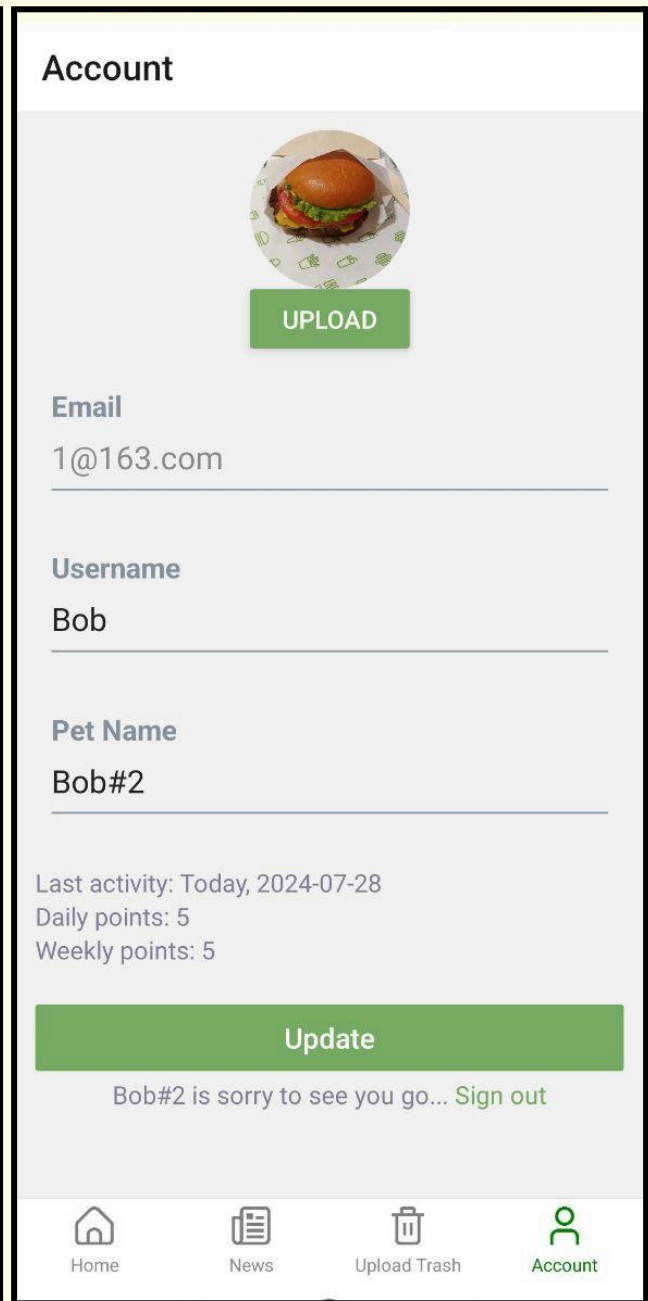 Account
UPLOAD
Email
1@163.com
Username
Bob
Pet Name
Bob#2
Last activity: Today, 2024-07-28
Daily points: 5
Weekly points: 5
Update
Bob#2 is sorry to see you go... Sign out
Home News Upload Trash Account